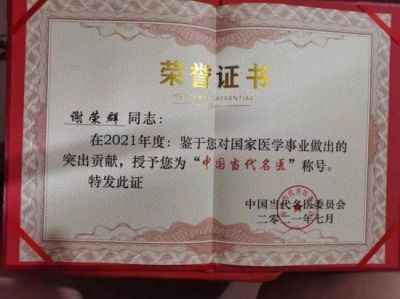 荣誉证书
谢荣辉 同志:
在2021年度:鉴于您对国家医学事业做出的
突出贡献,授予您为“中国当代名医”称号。
特发此证
中国当代名医委员会
二〇二一年七月